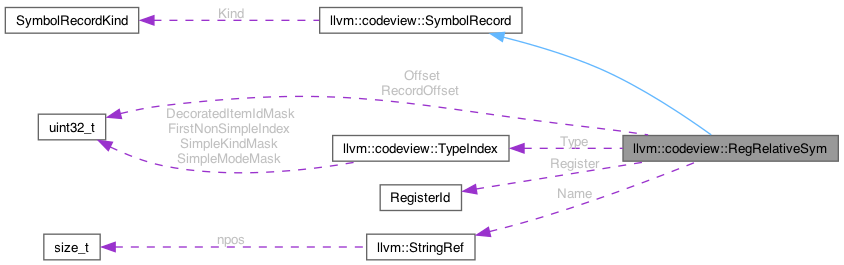 SymbolRecordKind
Kind
llvm::codeview::SymbolRecord
Offset
RecordOffset
uint32_t
DecoratedItemIdMask
FirstNonSimpleIndex
SimpleKindMask
SimpleModeMask
llvm::codeview::TypeIndex
Type
llvm::codeview::RegRelativeSym
Register
RegisterId
Name
size_t
npos
llvm::StringRef